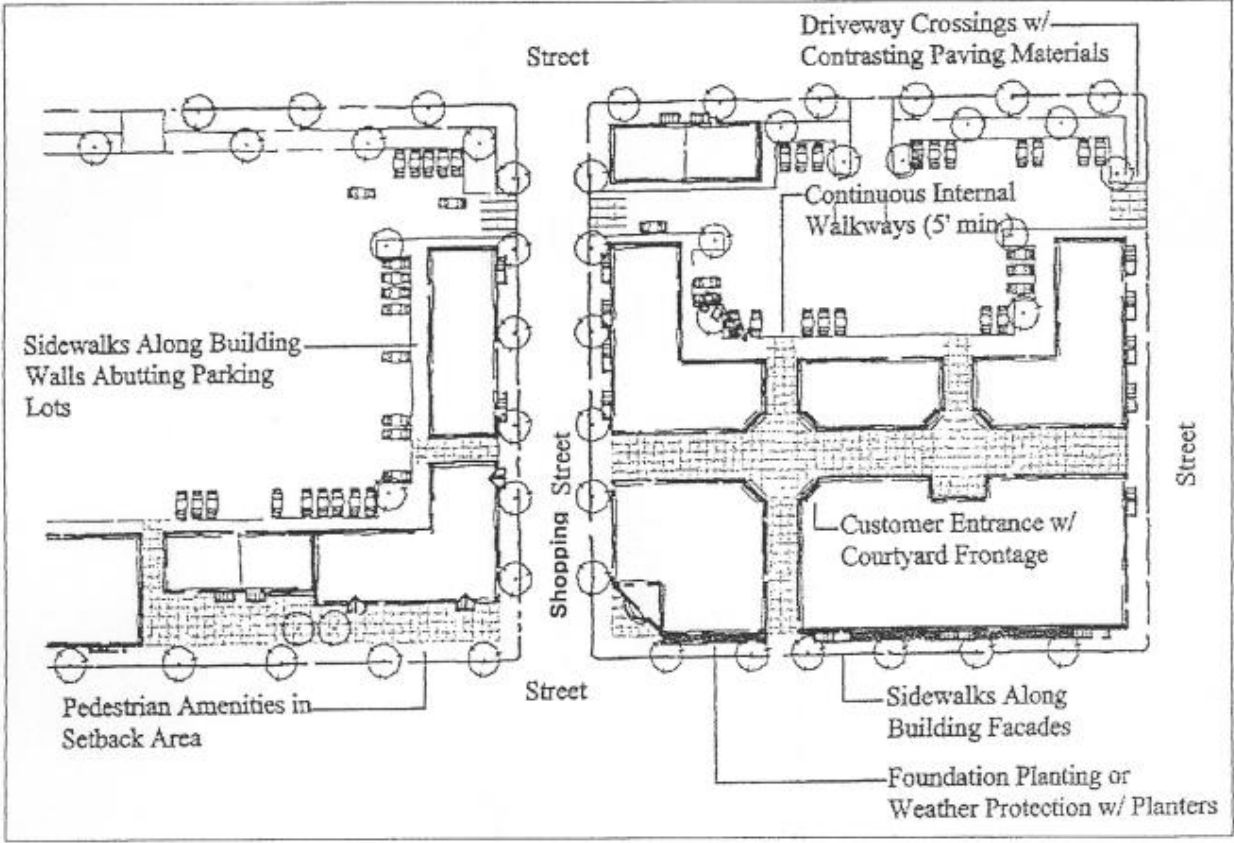 Driveway Crossings w/
Contrasting Paving Materials
Street
Continuous Internal
Walkways (5' min.)
Sidewalks Along Building
Walls Abutting Parking
Lots
Shopping Street
Street
Customer Entrance w/
Courtyard Frontage
Street
Pedestrian Amenities in
Setback Area
Sidewalks Along
Building Facades
Foundation Planting or
Weather Protection w/ Planters